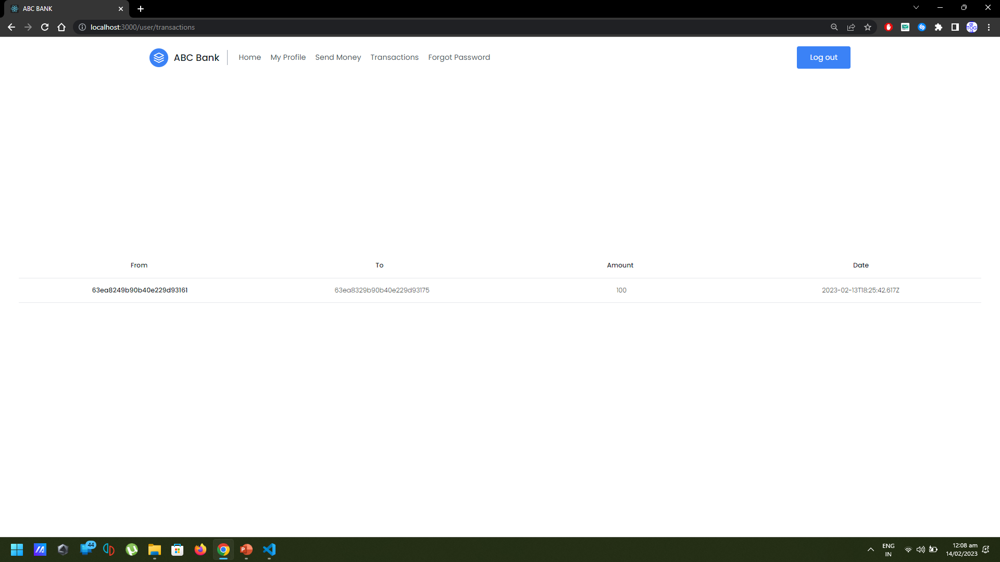 ABC BANK
localhost:3000/user/transactions
TOG
ABC Bank
Home My Profile Send Money Transactions Forgot Password
Log out
From To Amount Date
63ea8249b90b40e229d93161 63ea8329b90b40e229d93175 100 2023-02-13T18:25:42.617Z
44
ENG
IN
12:08 am
14/02/2023